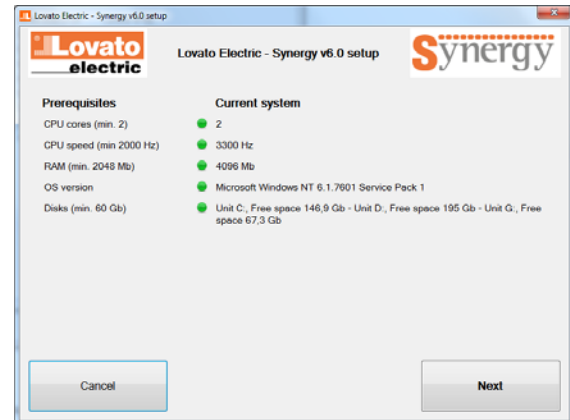 Lovato Electric - Synergy v6.0 setup
Lovato
electric
Lovato Electric - Synergy v6.0 setup
Synergy
Prerequisites Current system
CPU cores (min. 2) 2
CPU speed (min 2000 Hz) 3300 Hz
RAM (min. 2048 Mb) 4096 Mb
OS version Microsoft Windows NT 6.1.7601 Service Pack 1
Disks (min. 60 Gb) Unit C:, Free space 146,9 Gb - Unit D:, Free space 195 Gb - Unit G:, Free
space 67,3 Gb
Cancel Next